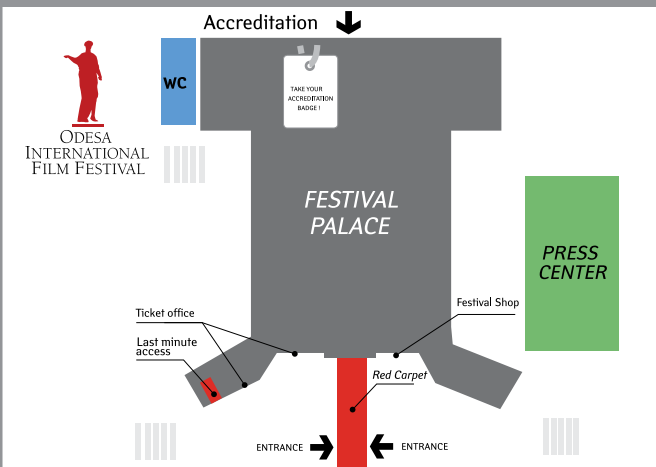 Accreditation
WC
TAKE YOUR
ACCREDITATION
BADGE !
ODESA
INTERNATIONAL
FILM FESTIVAL
FESTIVAL
PALACE
PRESS
CENTER
Ticket office
Festival Shop
Last minute
access
Red Carpet
ENTRANCE
ENTRANCE